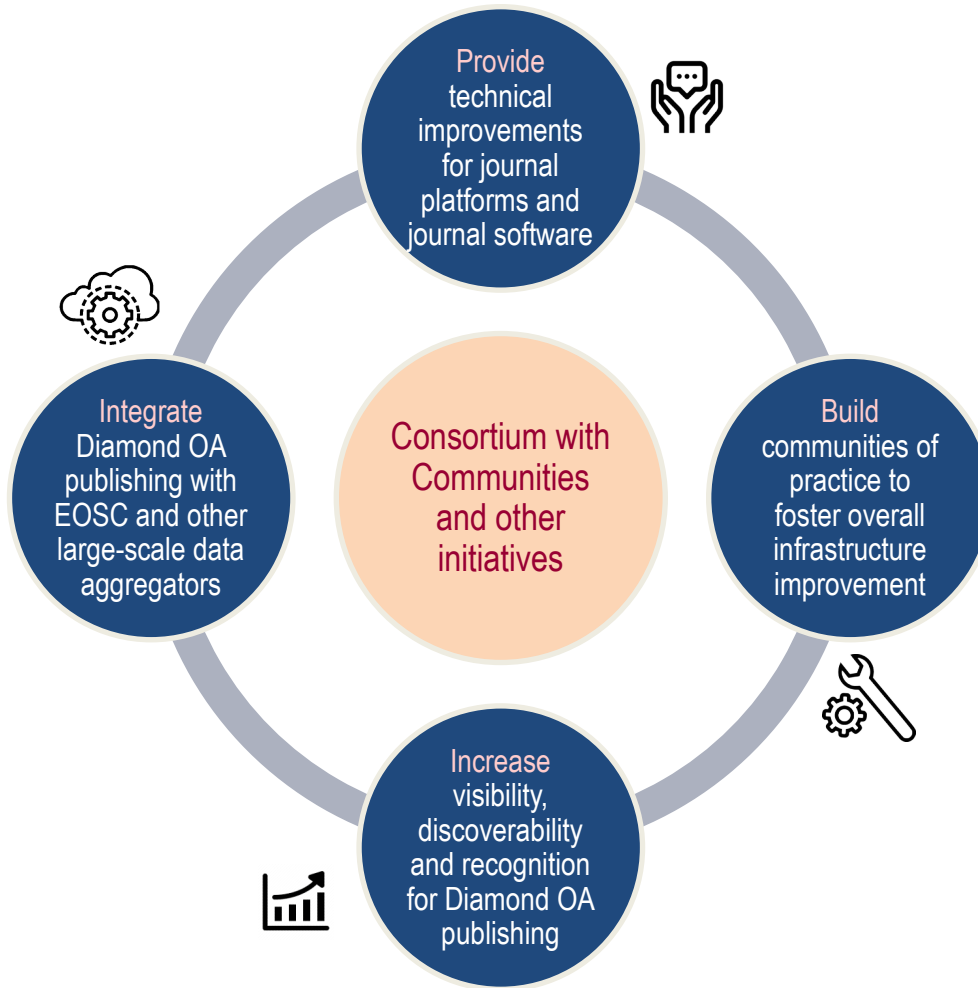 Provide
technical
improvements
for journal
platforms and
journal software
Integrate
Diamond OA
publishing with
EOSC and other
large-scale data
aggregators
Consortium with
Communities
and other
initiatives
Build
communities of
practice to
foster overall
infrastructure
improvement
Increase
visibility,
discoverability
and recognition
for Diamond OA
publishing